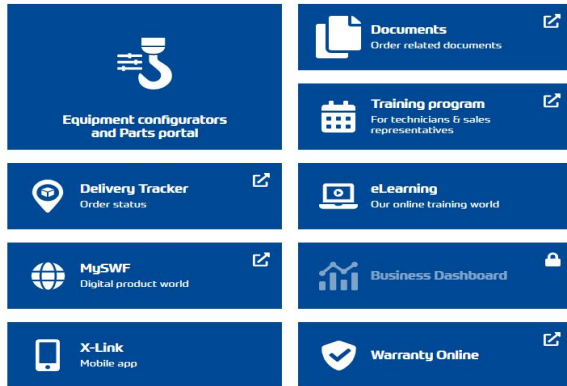 Equipment configurators
and Parts portal
Documents
Order related documents
Training program
For technicians & sales
representatives
Delivery Tracker
Order status
eLearning
Our online training world
MySWF
Digital product world
Business Dashboard
X-Link
Mobile app
Warranty Online